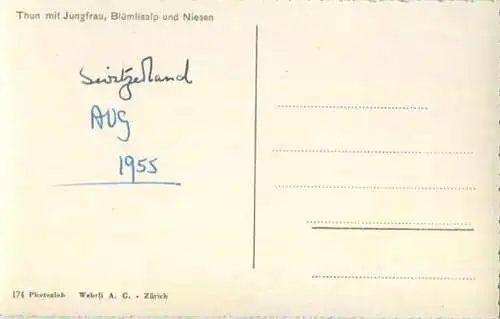 Thun mit Jungfrau, Blümlisalp und Niesen
Switzerland
AUG
1955
174 Photoglob Wehrli A. G. - Zürich